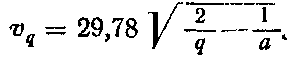 v_q = 29,78 √(2/q − 1/a).